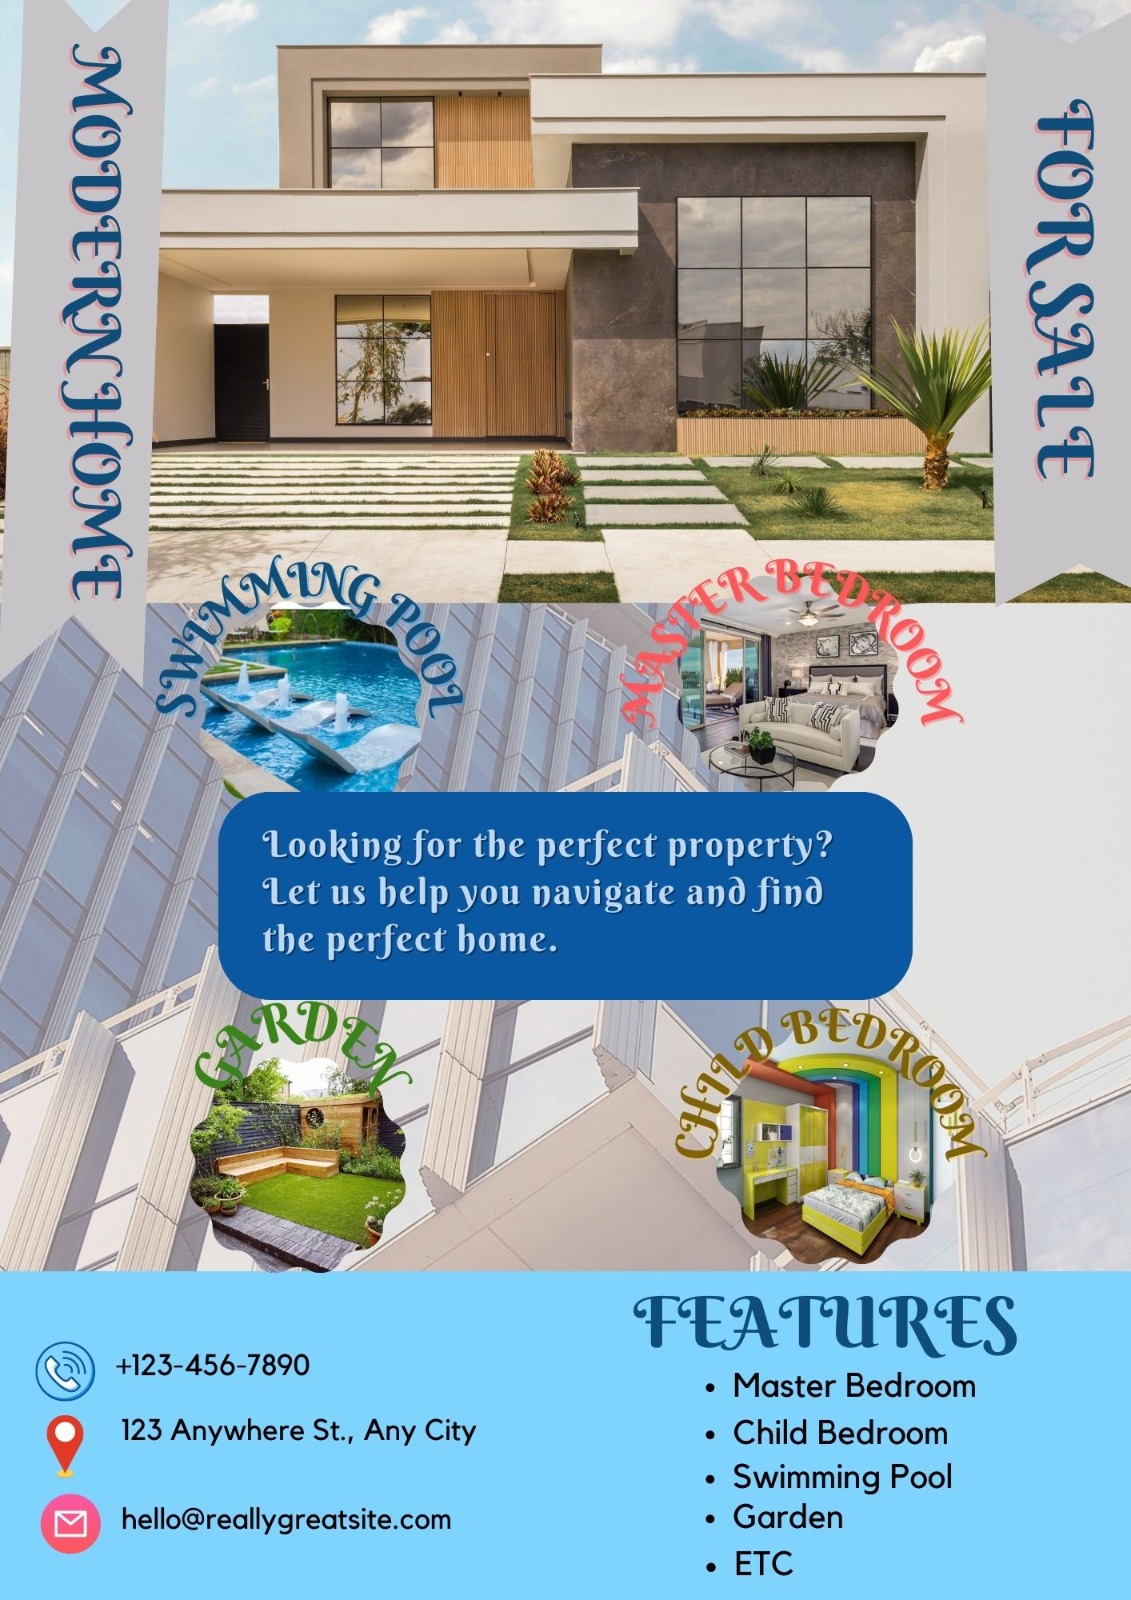 MODERN HOME
FOR SALE
SWIMMING POOL
MASTER BEDROOM
Looking for the perfect property?
Let us help you navigate and find
the perfect home.
GARDEN
CHILD BEDROOM
FEATURES
Master Bedroom
Child Bedroom
Swimming Pool
Garden
ETC
+123-456-7890
123 Anywhere St., Any City
hello@reallygreatsite.com